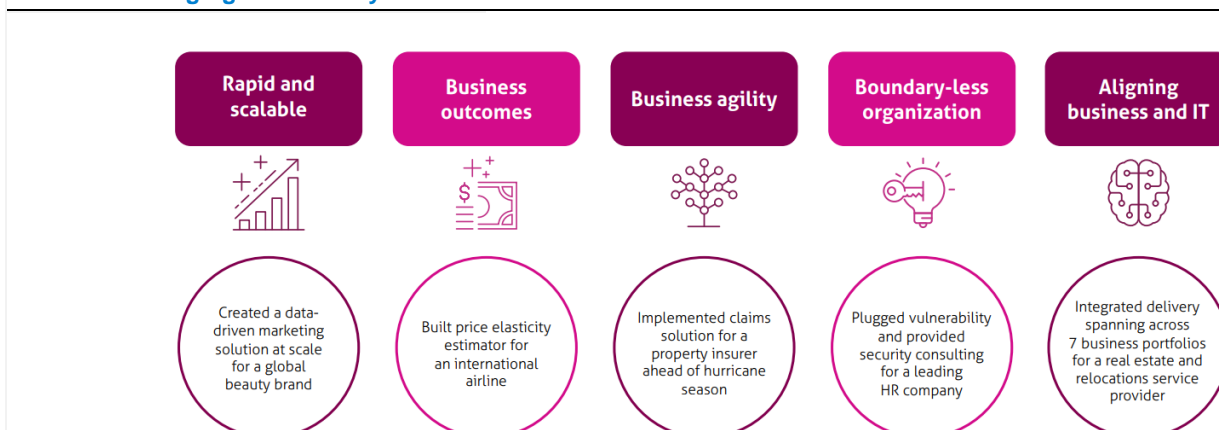 Rapid and
scalable
Business
outcomes
Business agility
Boundary-less
organization
Aligning
business and IT
$
Created a data-
driven marketing
solution at scale
for a global
beauty brand
Built price elasticity
estimator for
an international
airline
Implemented claims
solution for a
property insurer
ahead of hurricane
season
Plugged vulnerability
and provided
security consulting
for a leading
HR company
Integrated delivery
spanning across
7 business portfolios
for a real estate and
relocations service
provider